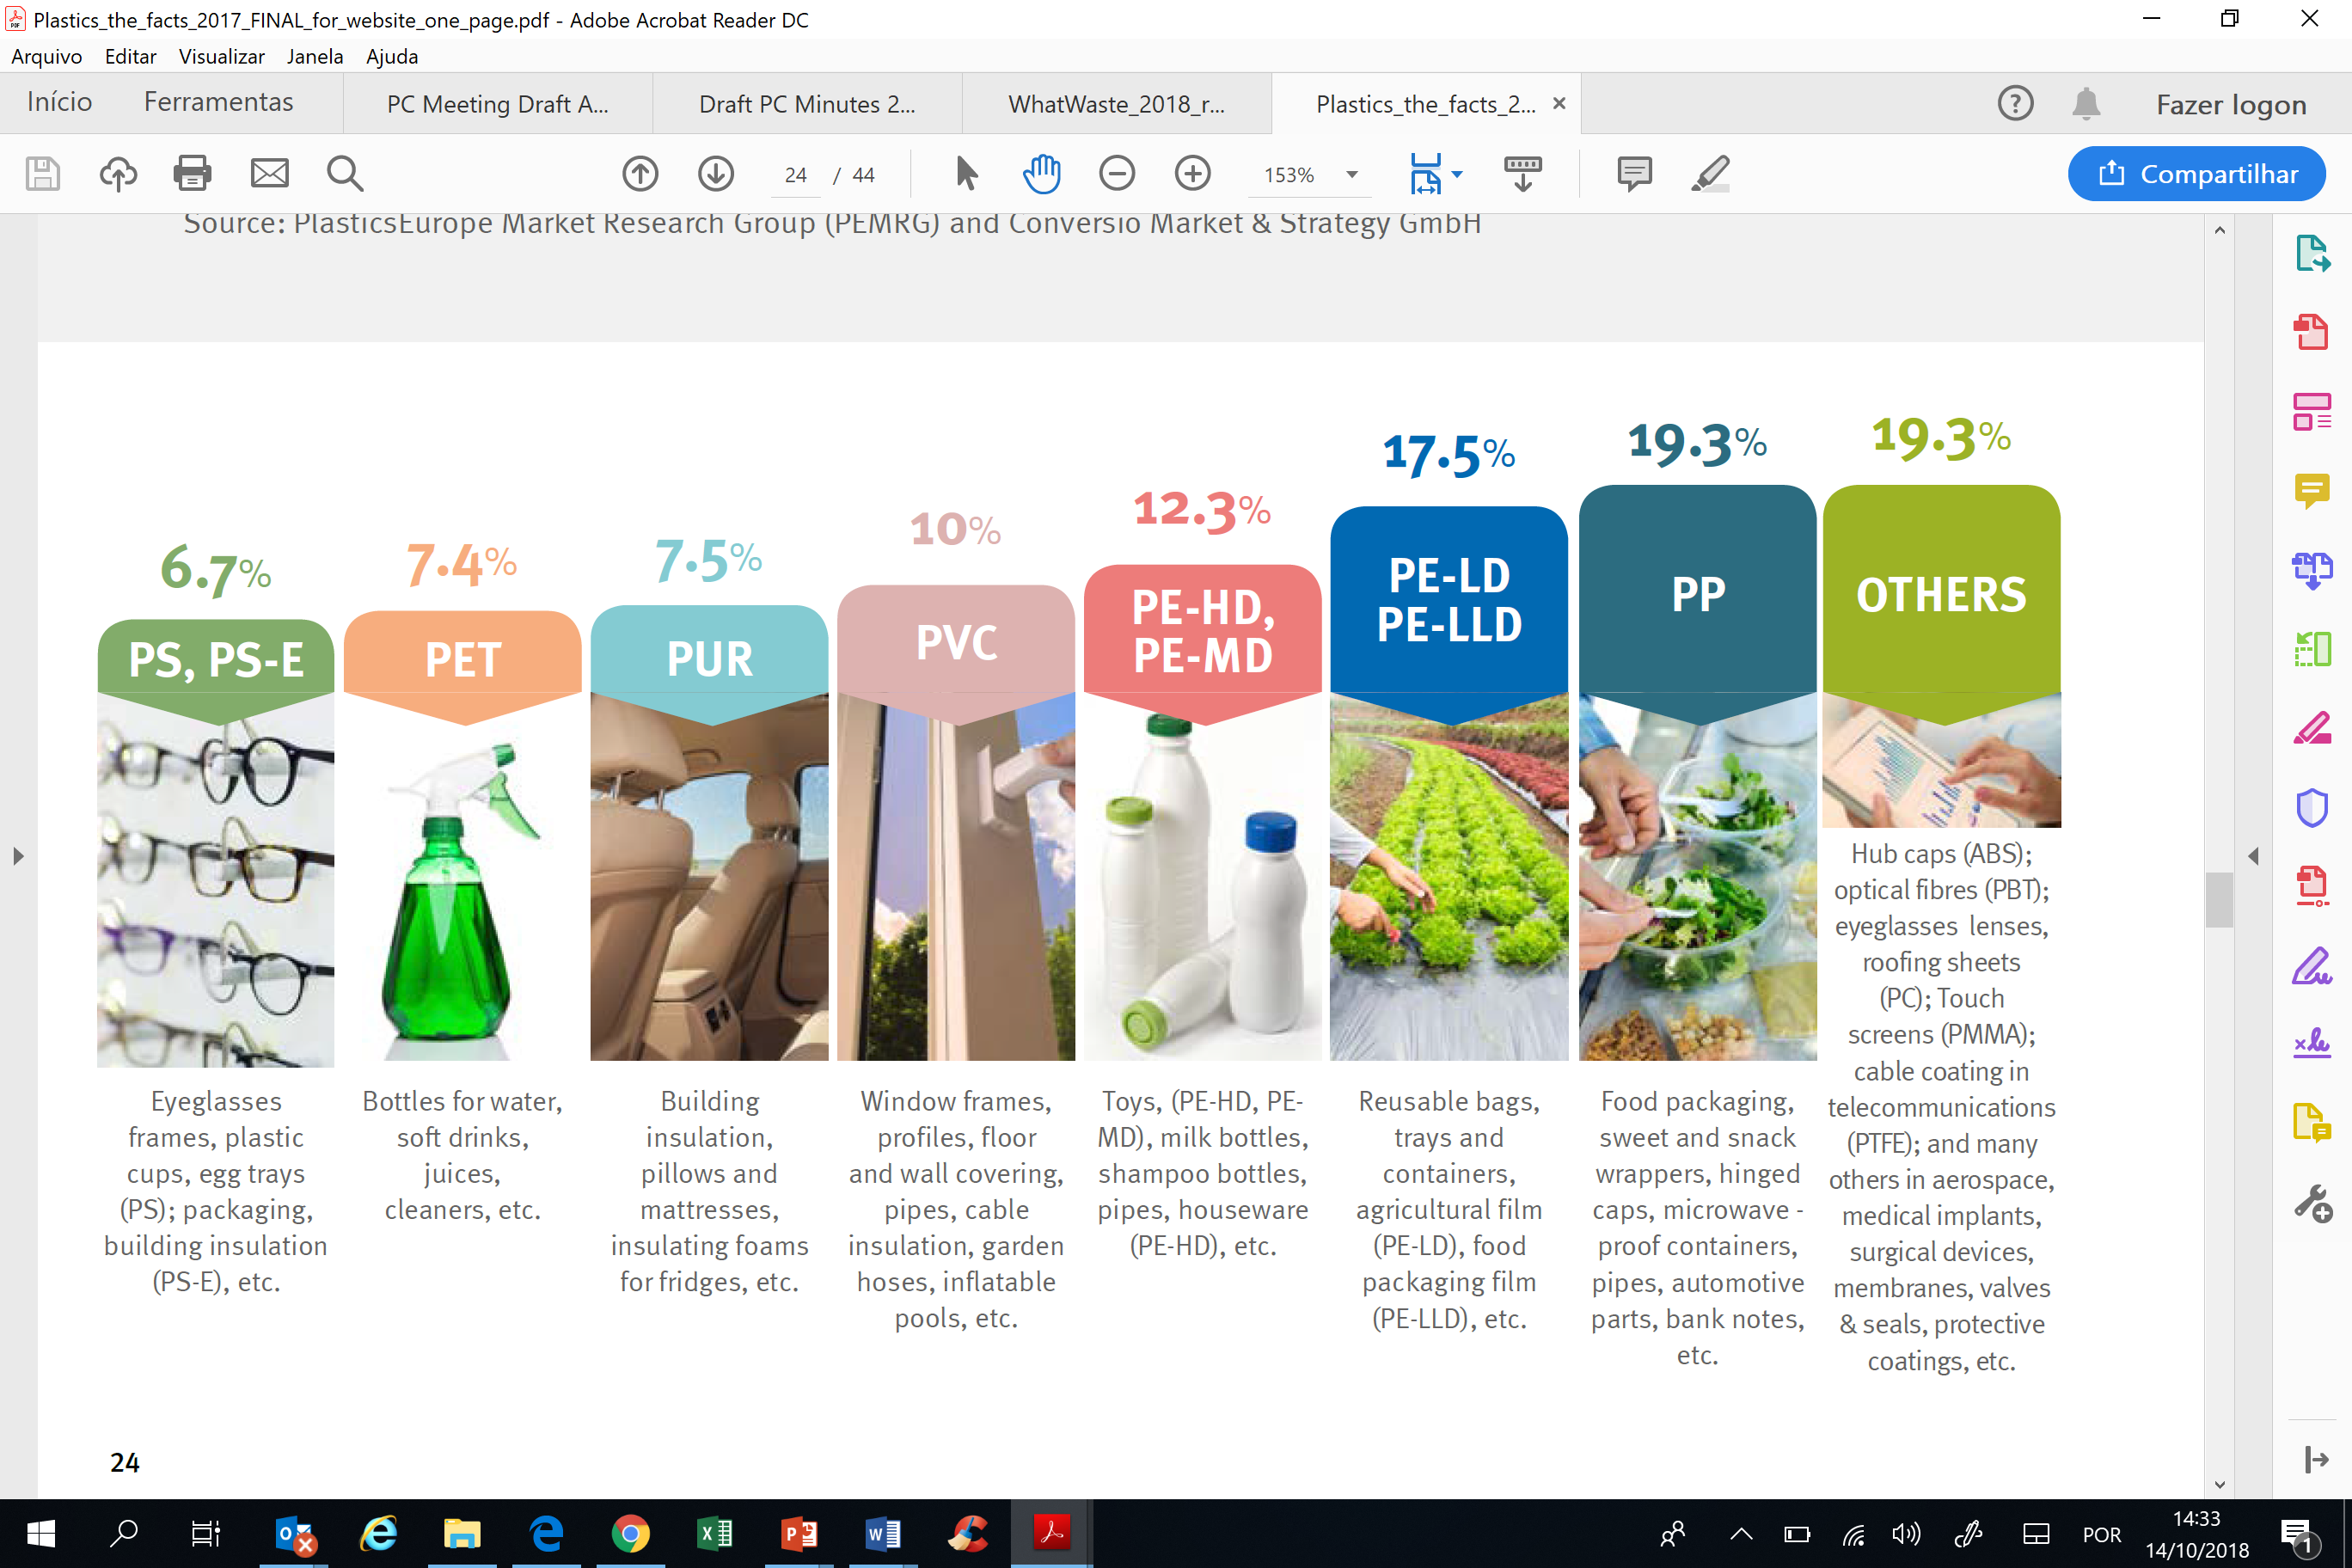 Plastics_the_facts_2017_FINAL_for_website_one_page.pdf - Adobe Acrobat Reader DC
Arquivo Editar Visualizar Janela Ajuda
Início Ferramentas PC Meeting Draft A... Draft PC Minutes 2... WhatWaste_2018_r... Plastics_the_facts_2... × Fazer logon
24 / 44 153% Compartilhar
Source: PlasticsEurope Market Research Group (PEMRG) and Conversio Market & Strategy GmbH
6.7%
PS, PS-E
Eyeglasses
frames, plastic
cups, egg trays
(PS); packaging,
building insulation
(PS-E), etc.
7.4%
PET
Bottles for water,
soft drinks,
juices,
cleaners, etc.
7.5%
PUR
Building
insulation,
pillows and
mattresses,
insulating foams
for fridges, etc.
10%
PVC
Window frames,
profiles, floor
and wall covering,
pipes, cable
insulation, garden
hoses, inflatable
pools, etc.
12.3%
PE-HD,
PE-MD
Toys, (PE-HD, PE-
MD), milk bottles,
shampoo bottles,
pipes, houseware
(PE-HD), etc.
17.5%
PE-LD
PE-LLD
Reusable bags,
trays and
containers,
agricultural film
(PE-LD), food
packaging film
(PE-LLD), etc.
19.3%
PP
Food packaging,
sweet and snack
wrappers, hinged
caps, microwave -
proof containers,
pipes, automotive
parts, bank notes,
etc.
19.3%
OTHERS
Hub caps (ABS);
optical fibres (PBT);
eyeglasses lenses,
roofing sheets
(PC); Touch
screens (PMMA);
cable coating in
telecommunications
(PTFE); and many
others in aerospace,
medical implants,
surgical devices,
membranes, valves
& seals, protective
coatings, etc.
24
POR
14:33
14/10/2018
1